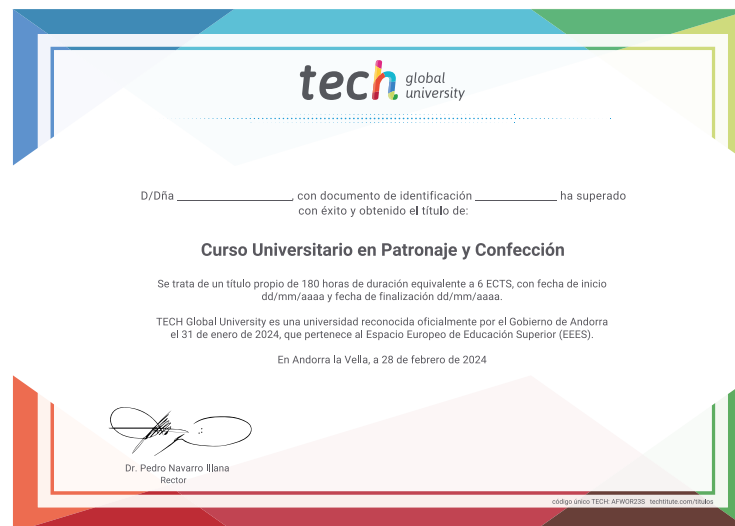 tech global university
D/Dña ____________________, con documento de identificación ______________ ha superado
con éxito y obtenido el título de:
Curso Universitario en Patronaje y Confección
Se trata de un título propio de 180 horas de duración equivalente a 6 ECTS, con fecha de inicio
dd/mm/aaaa y fecha de finalización dd/mm/aaaa.
TECH Global University es una universidad reconocida oficialmente por el Gobierno de Andorra
el 31 de enero de 2024, que pertenece al Espacio Europeo de Educación Superior (EEES).
En Andorra la Vella, a 28 de febrero de 2024
Dr. Pedro Navarro Illana
Rector
código único TECH: AFWOR23S techtitute.com/titulos